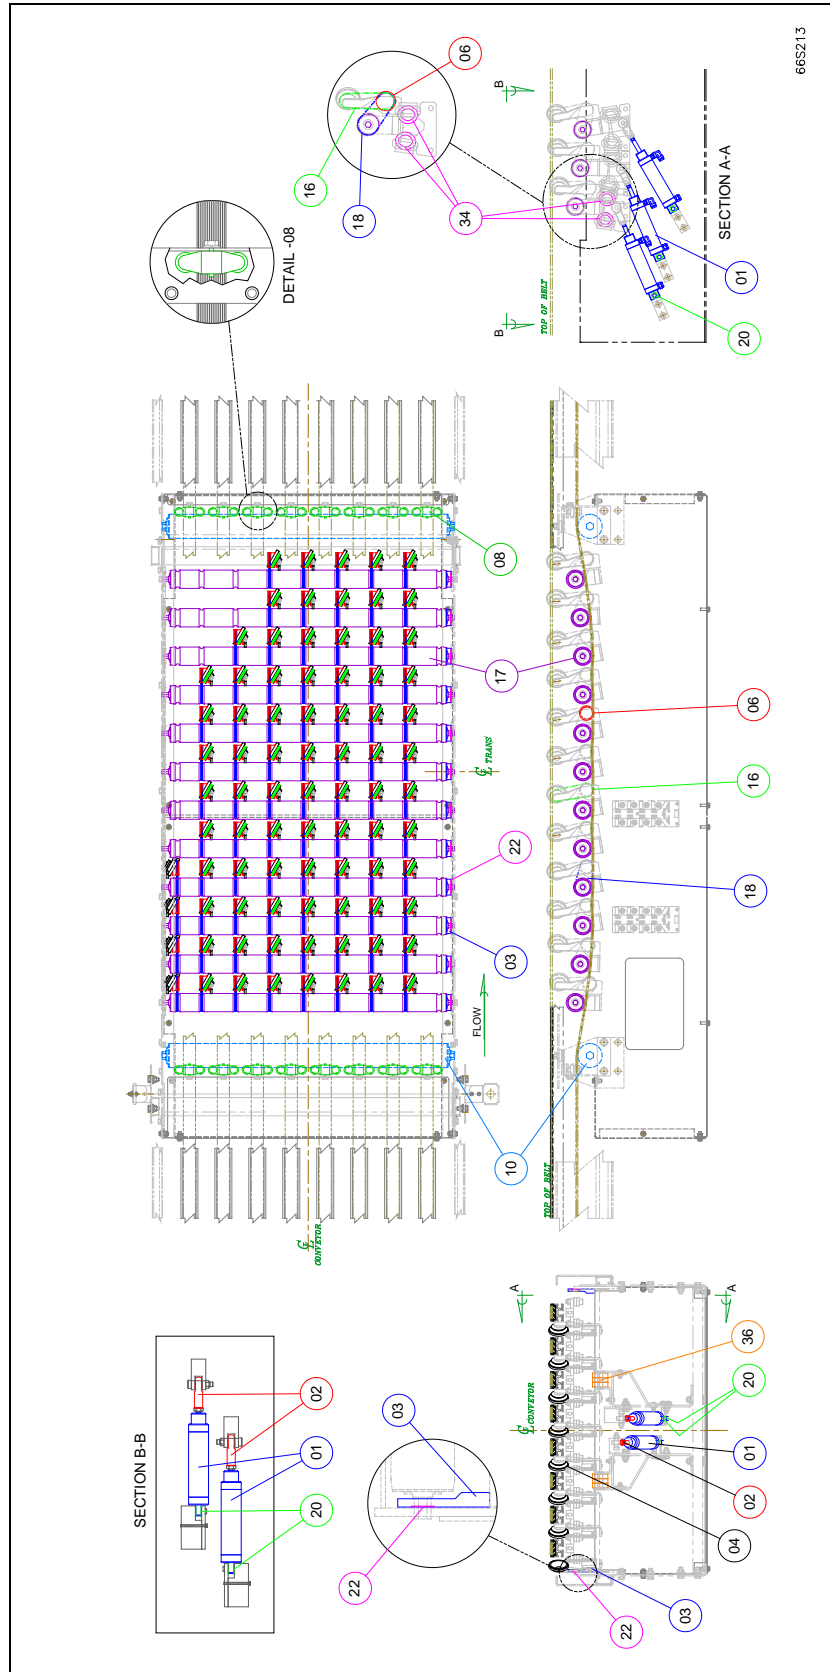 66S213
06
16
18
34
B
B
TOP OF BELT
SECTION A-A
01
20
DETAIL -08
08
17
06
16
18
℄ TRANS
22
03
FLOW
10
TOP OF BELT
℄ CONVEYOR
SECTION B-B
02
01
20
03
22
A
A
℄ CONVEYOR
36
20
01
02
04
03
22